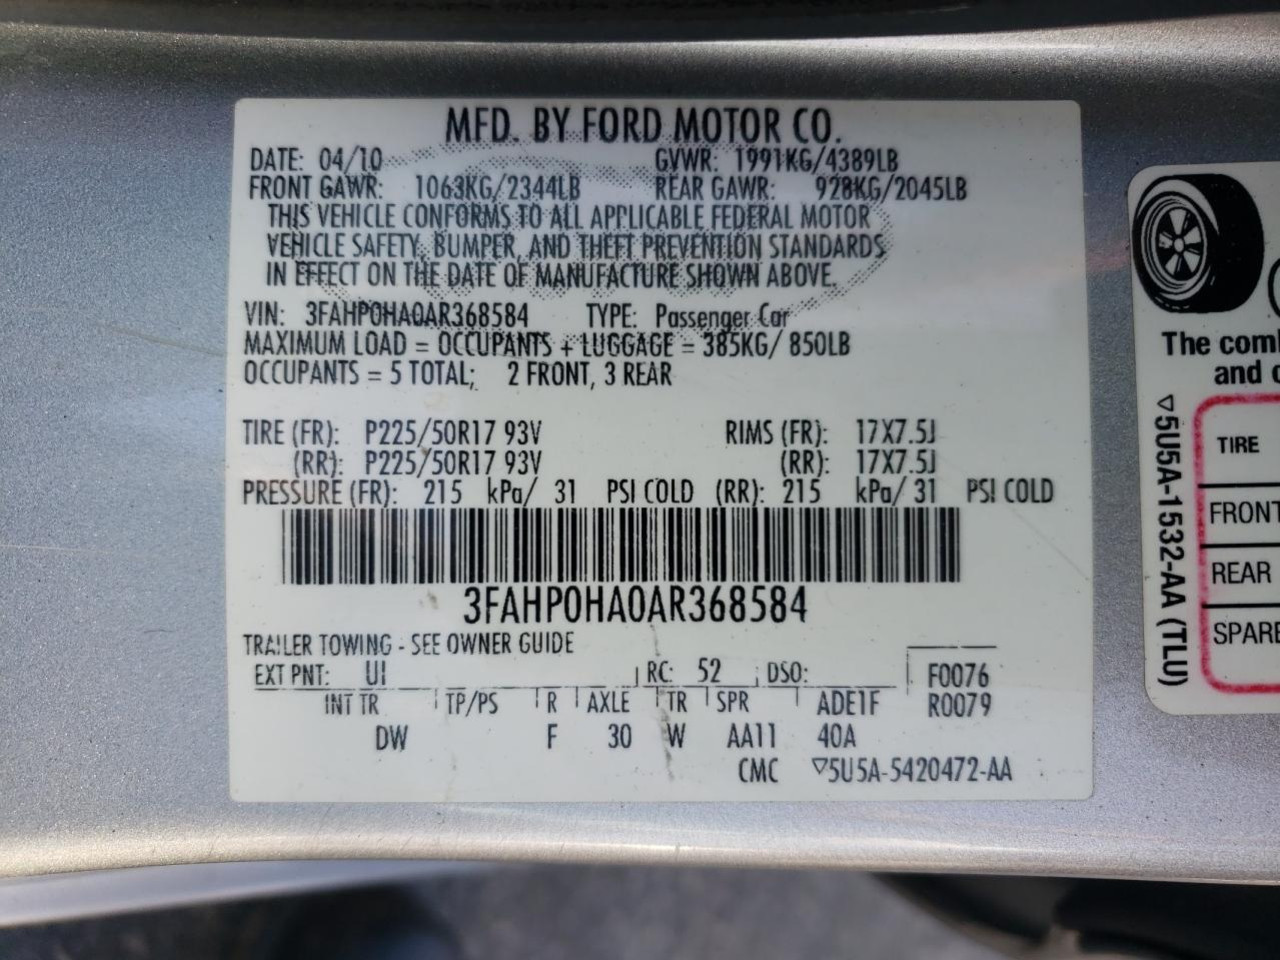 MFD. BY FORD MOTOR CO.
DATE: 04/10 GVWR: 1991KG/4389LB
FRONT GAWR: 1063KG/2344LB REAR GAWR: 928KG/2045LB
THIS VEHICLE CONFORMS TO ALL APPLICABLE FEDERAL MOTOR
VEHICLE SAFETY, BUMPER, AND THEFT PREVENTION STANDARDS
IN EFFECT ON THE DATE OF MANUFACTURE SHOWN ABOVE.
VIN: 3FAHP0HA0AR368584 TYPE: Passenger Car
MAXIMUM LOAD = OCCUPANTS + LUGGAGE = 385KG/ 850LB
OCCUPANTS = 5 TOTAL; 2 FRONT, 3 REAR
TIRE (FR): P225/50R17 93V RIMS (FR): 17X7.5J
(RR): P225/50R17 93V (RR): 17X7.5J
PRESSURE (FR): 215 kPa/ 31 PSI COLD (RR): 215 kPa/ 31 PSI COLD
3FAHP0HA0AR368584
TRAILER TOWING - SEE OWNER GUIDE
EXT PNT: UI RC: 52 DSO: F0076
INT TR TP/PS R AXLE TR SPR ADE1F R0079
DW F 30 W AA11 40A
CMC ▽5U5A-5420472-AA
The com
and
▽5U5A-1532-AA (TLU)
TIRE
FRONT
REAR
SPARE